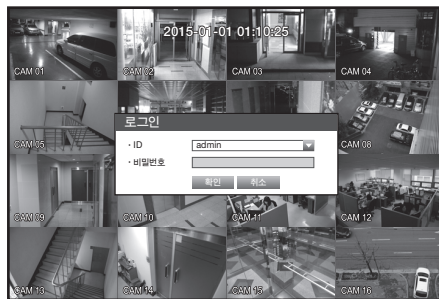 2015-01-01 01:10:25
CAM 01
CAM 02
CAM 03
CAM 04
로그인
CAM 05
CAM 08
· ID
admin
· 비밀번호
확인
취소
CAM 09
CAM 10
CAM 11
CAM 12
CAM 13
CAM 14
CAM 15
CAM 16